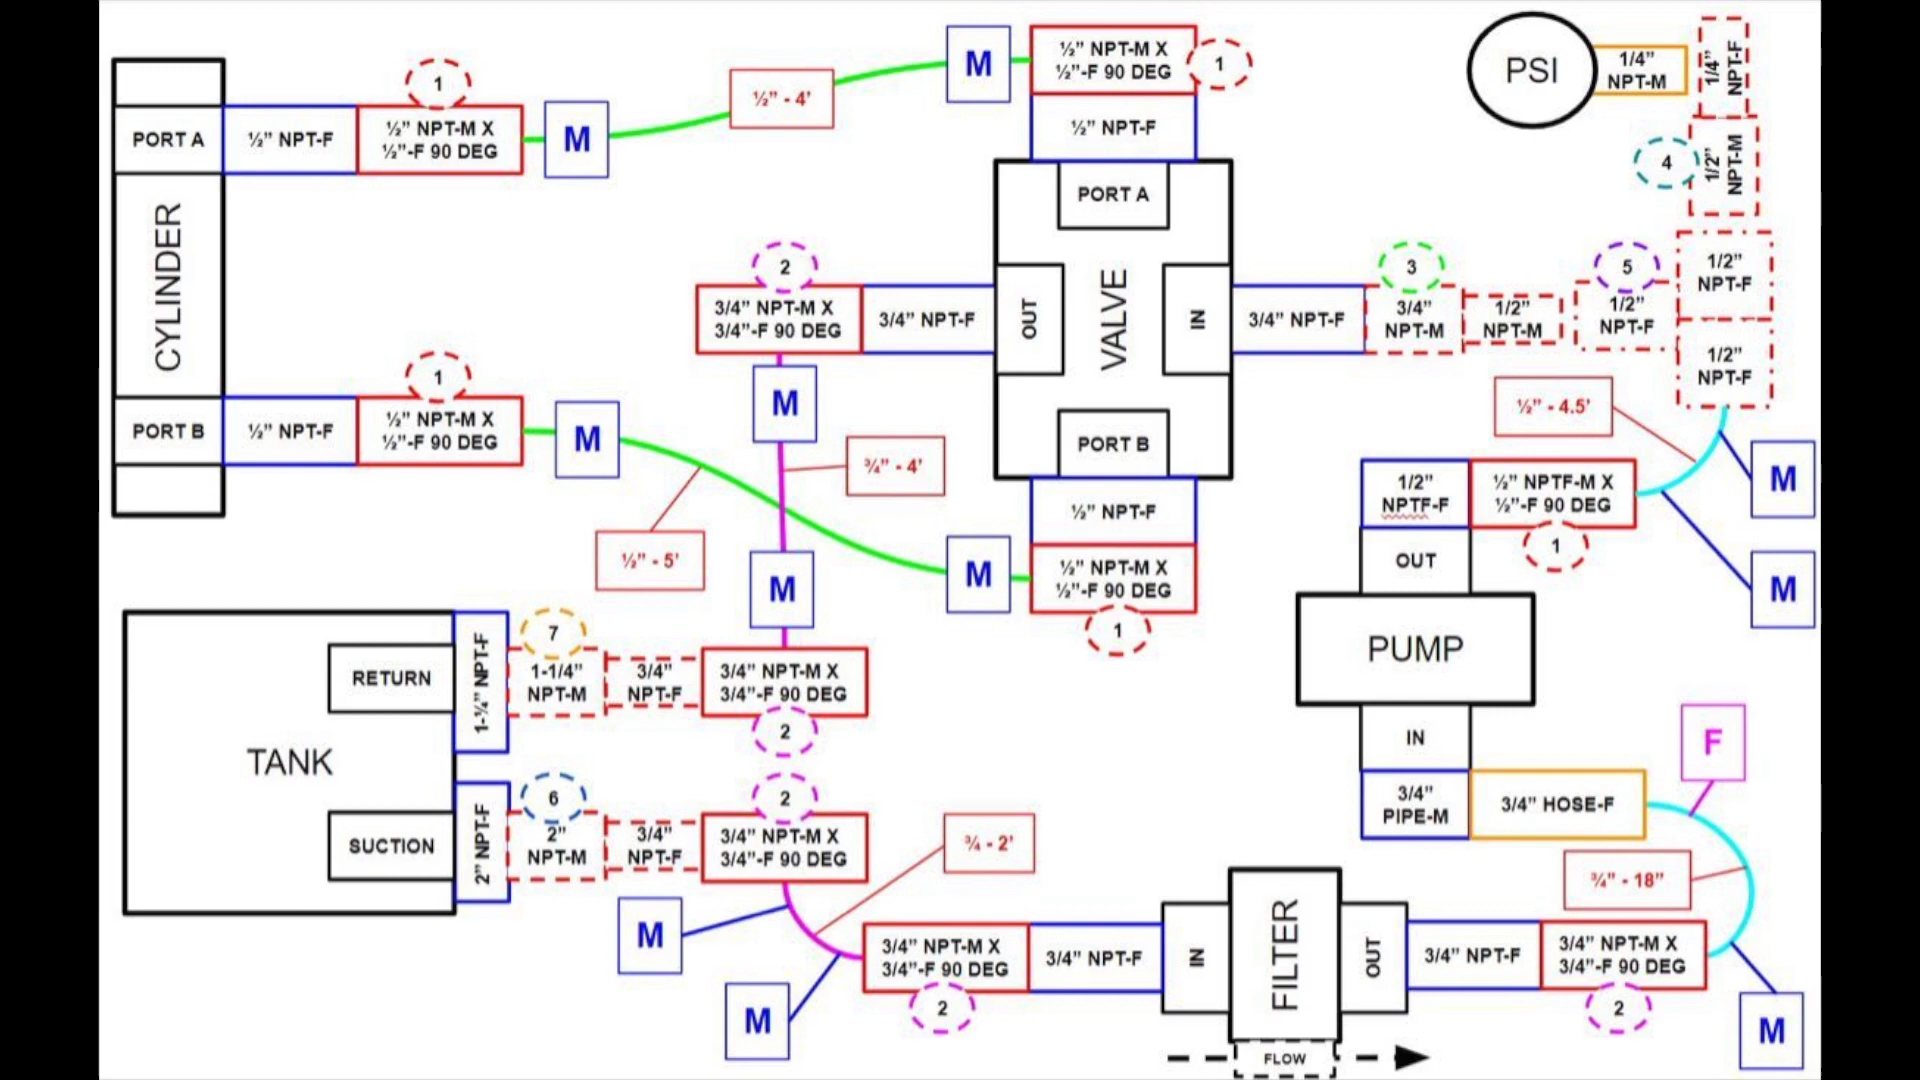 1
PORT A
½” NPT-F
½” NPT-M X
½”-F 90 DEG
M
½” - 4’
M
½” NPT-M X
½”-F 90 DEG
1
½” NPT-F
PORT A
PSI
1/4”
NPT-M
1/4”
NPT-F
4
1/2”
NPT-M
CYLINDER
2
3/4” NPT-M X
3/4”-F 90 DEG
3/4” NPT-F
OUT
VALVE
IN
3/4” NPT-F
3
3/4”
NPT-M
1/2”
NPT-M
5
1/2”
NPT-F
1/2”
NPT-F
1/2”
NPT-F
M
¾” - 4’
½” - 4.5’
1
PORT B
½” NPT-F
½” NPT-M X
½”-F 90 DEG
M
½” - 5’
PORT B
½” NPT-F
M
½” NPT-M X
½”-F 90 DEG
1
M
1/2”
NPTF-F
½” NPTF-M X
½”-F 90 DEG
1
M
M
OUT
PUMP
IN
3/4”
PIPE-M
3/4” HOSE-F
F
¾” - 18”
TANK
RETURN
1-¼” NPT-F
7
1-1/4”
NPT-M
3/4”
NPT-F
3/4” NPT-M X
3/4”-F 90 DEG
2
SUCTION
2” NPT-F
6
2”
NPT-M
3/4”
NPT-F
2
3/4” NPT-M X
3/4”-F 90 DEG
¾ - 2’
M
M
3/4” NPT-M X
3/4”-F 90 DEG
2
3/4” NPT-F
IN
FILTER
OUT
3/4” NPT-F
3/4” NPT-M X
3/4”-F 90 DEG
2
M
FLOW